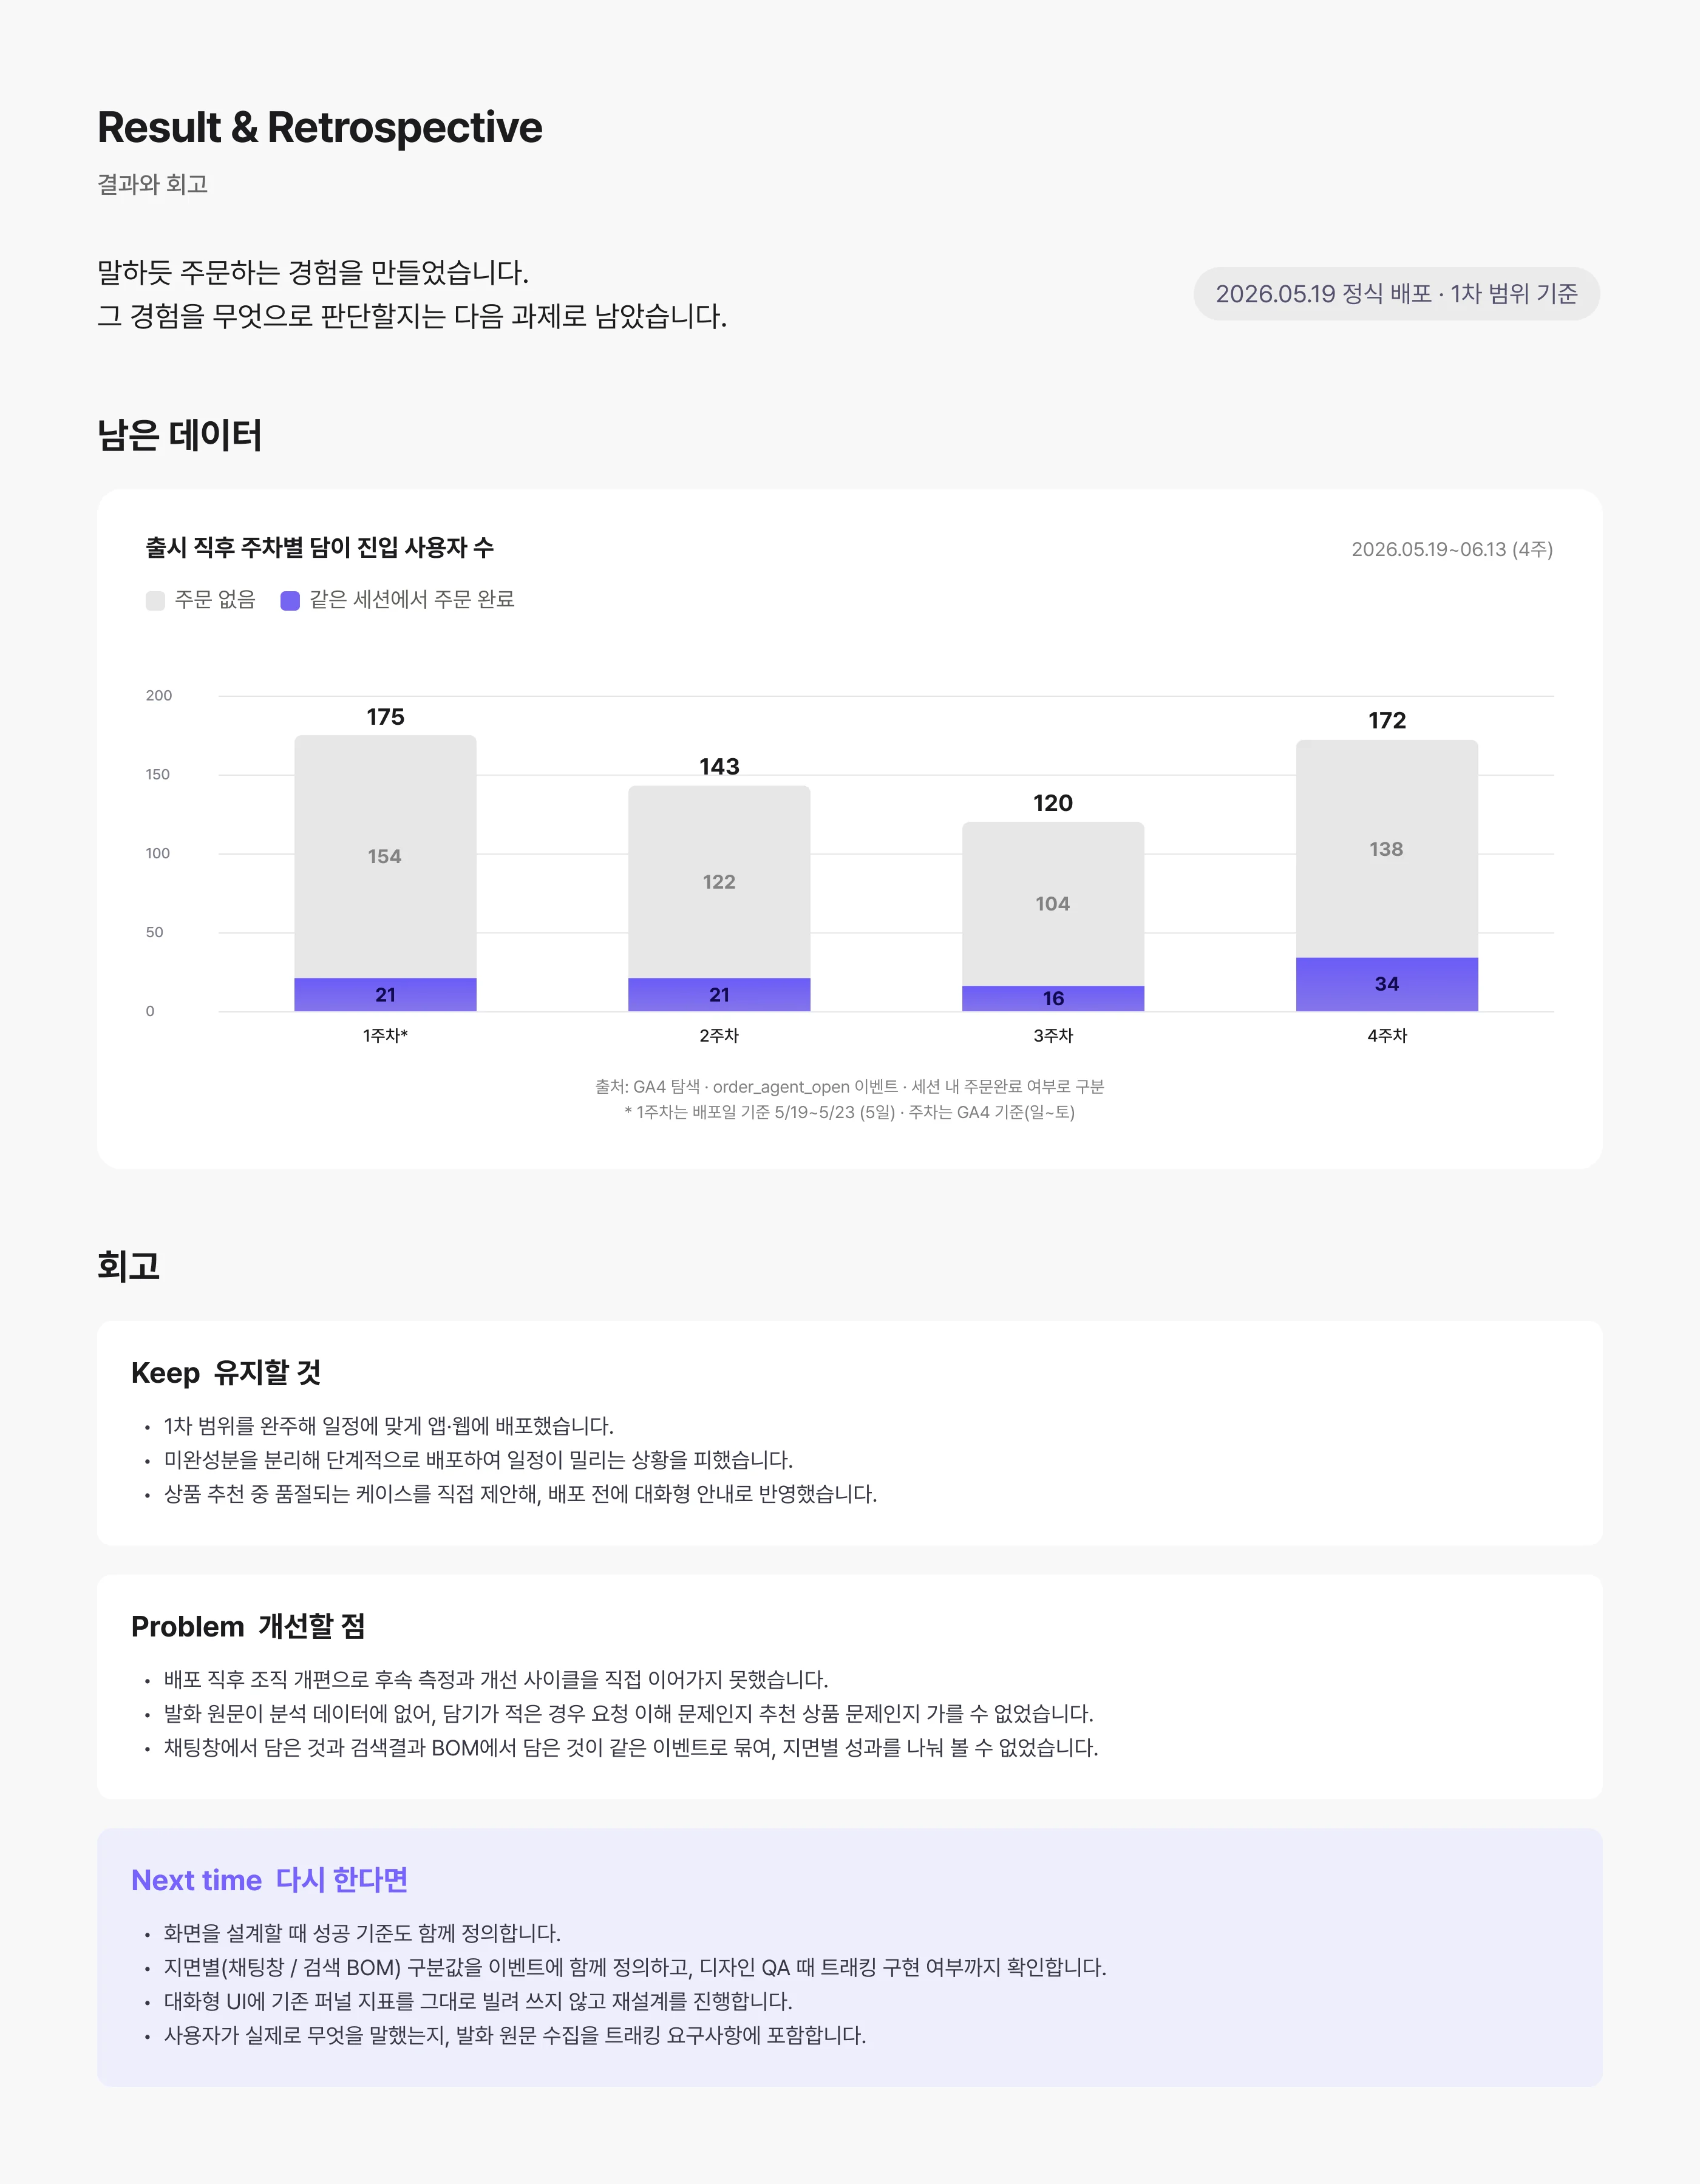 Result & Retrospective
결과와 회고
말하듯 주문하는 경험을 만들었습니다.
그 경험을 무엇으로 판단할지는 다음 과제로 남았습니다.
2026.05.19 정식 배포 · 1차 범위 기준
남은 데이터
출시 직후 주차별 담이 진입 사용자 수
2026.05.19~06.13 (4주)
주문 없음
같은 세션에서 주문 완료
200
150
100
50
0
175
154
21
1주차*
143
122
21
2주차
120
104
16
3주차
172
138
34
4주차
출처: GA4 탐색 · order_agent_open 이벤트 · 세션 내 주문완료 여부로 구분
* 1주차는 배포일 기준 5/19~5/23 (5일) · 주차는 GA4 기준(일~토)
회고
Keep 유지할 것
• 1차 범위를 완주해 일정에 맞게 앱·웹에 배포했습니다.
• 미완성분을 분리해 단계적으로 배포하여 일정이 밀리는 상황을 피했습니다.
• 상품 추천 중 품절되는 케이스를 직접 제안해, 배포 전에 대화형 안내로 반영했습니다.
Problem 개선할 점
• 배포 직후 조직 개편으로 후속 측정과 개선 사이클을 직접 이어가지 못했습니다.
• 발화 원문이 분석 데이터에 없어, 담기가 적은 경우 요청 이해 문제인지 추천 상품 문제인지 가를 수 없었습니다.
• 채팅창에서 담은 것과 검색결과 BOM에서 담은 것이 같은 이벤트로 묶여, 지면별 성과를 나눠 볼 수 없었습니다.
Next time 다시 한다면
• 화면을 설계할 때 성공 기준도 함께 정의합니다.
• 지면별(채팅창 / 검색 BOM) 구분값을 이벤트에 함께 정의하고, 디자인 QA 때 트래킹 구현 여부까지 확인합니다.
• 대화형 UI에 기존 퍼널 지표를 그대로 빌려 쓰지 않고 재설계를 진행합니다.
• 사용자가 실제로 무엇을 말했는지, 발화 원문 수집을 트래킹 요구사항에 포함합니다.